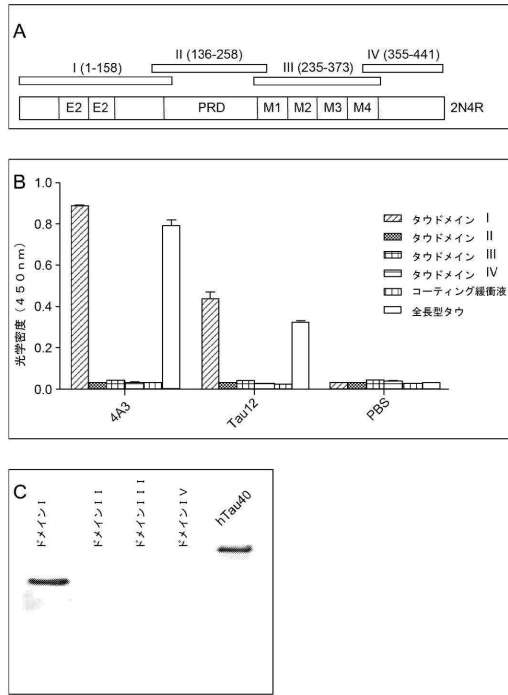 A
I (1-158)
II (136-258)
III (235-373)
IV (355-441)
E2 E2 PRD M1 M2 M3 M4 2N4R
B
光学密度(450nm)
1.0
0.8
0.6
0.4
0.2
0.0
4A3
Tau12
PBS
タウドメイン I
タウドメイン II
タウドメイン III
タウドメイン IV
コーティング緩衝液
全長型タウ
C
ドメインⅠ
ドメインⅠⅠ
ドメインⅠⅠⅠ
ドメインⅠⅤ
hTau40